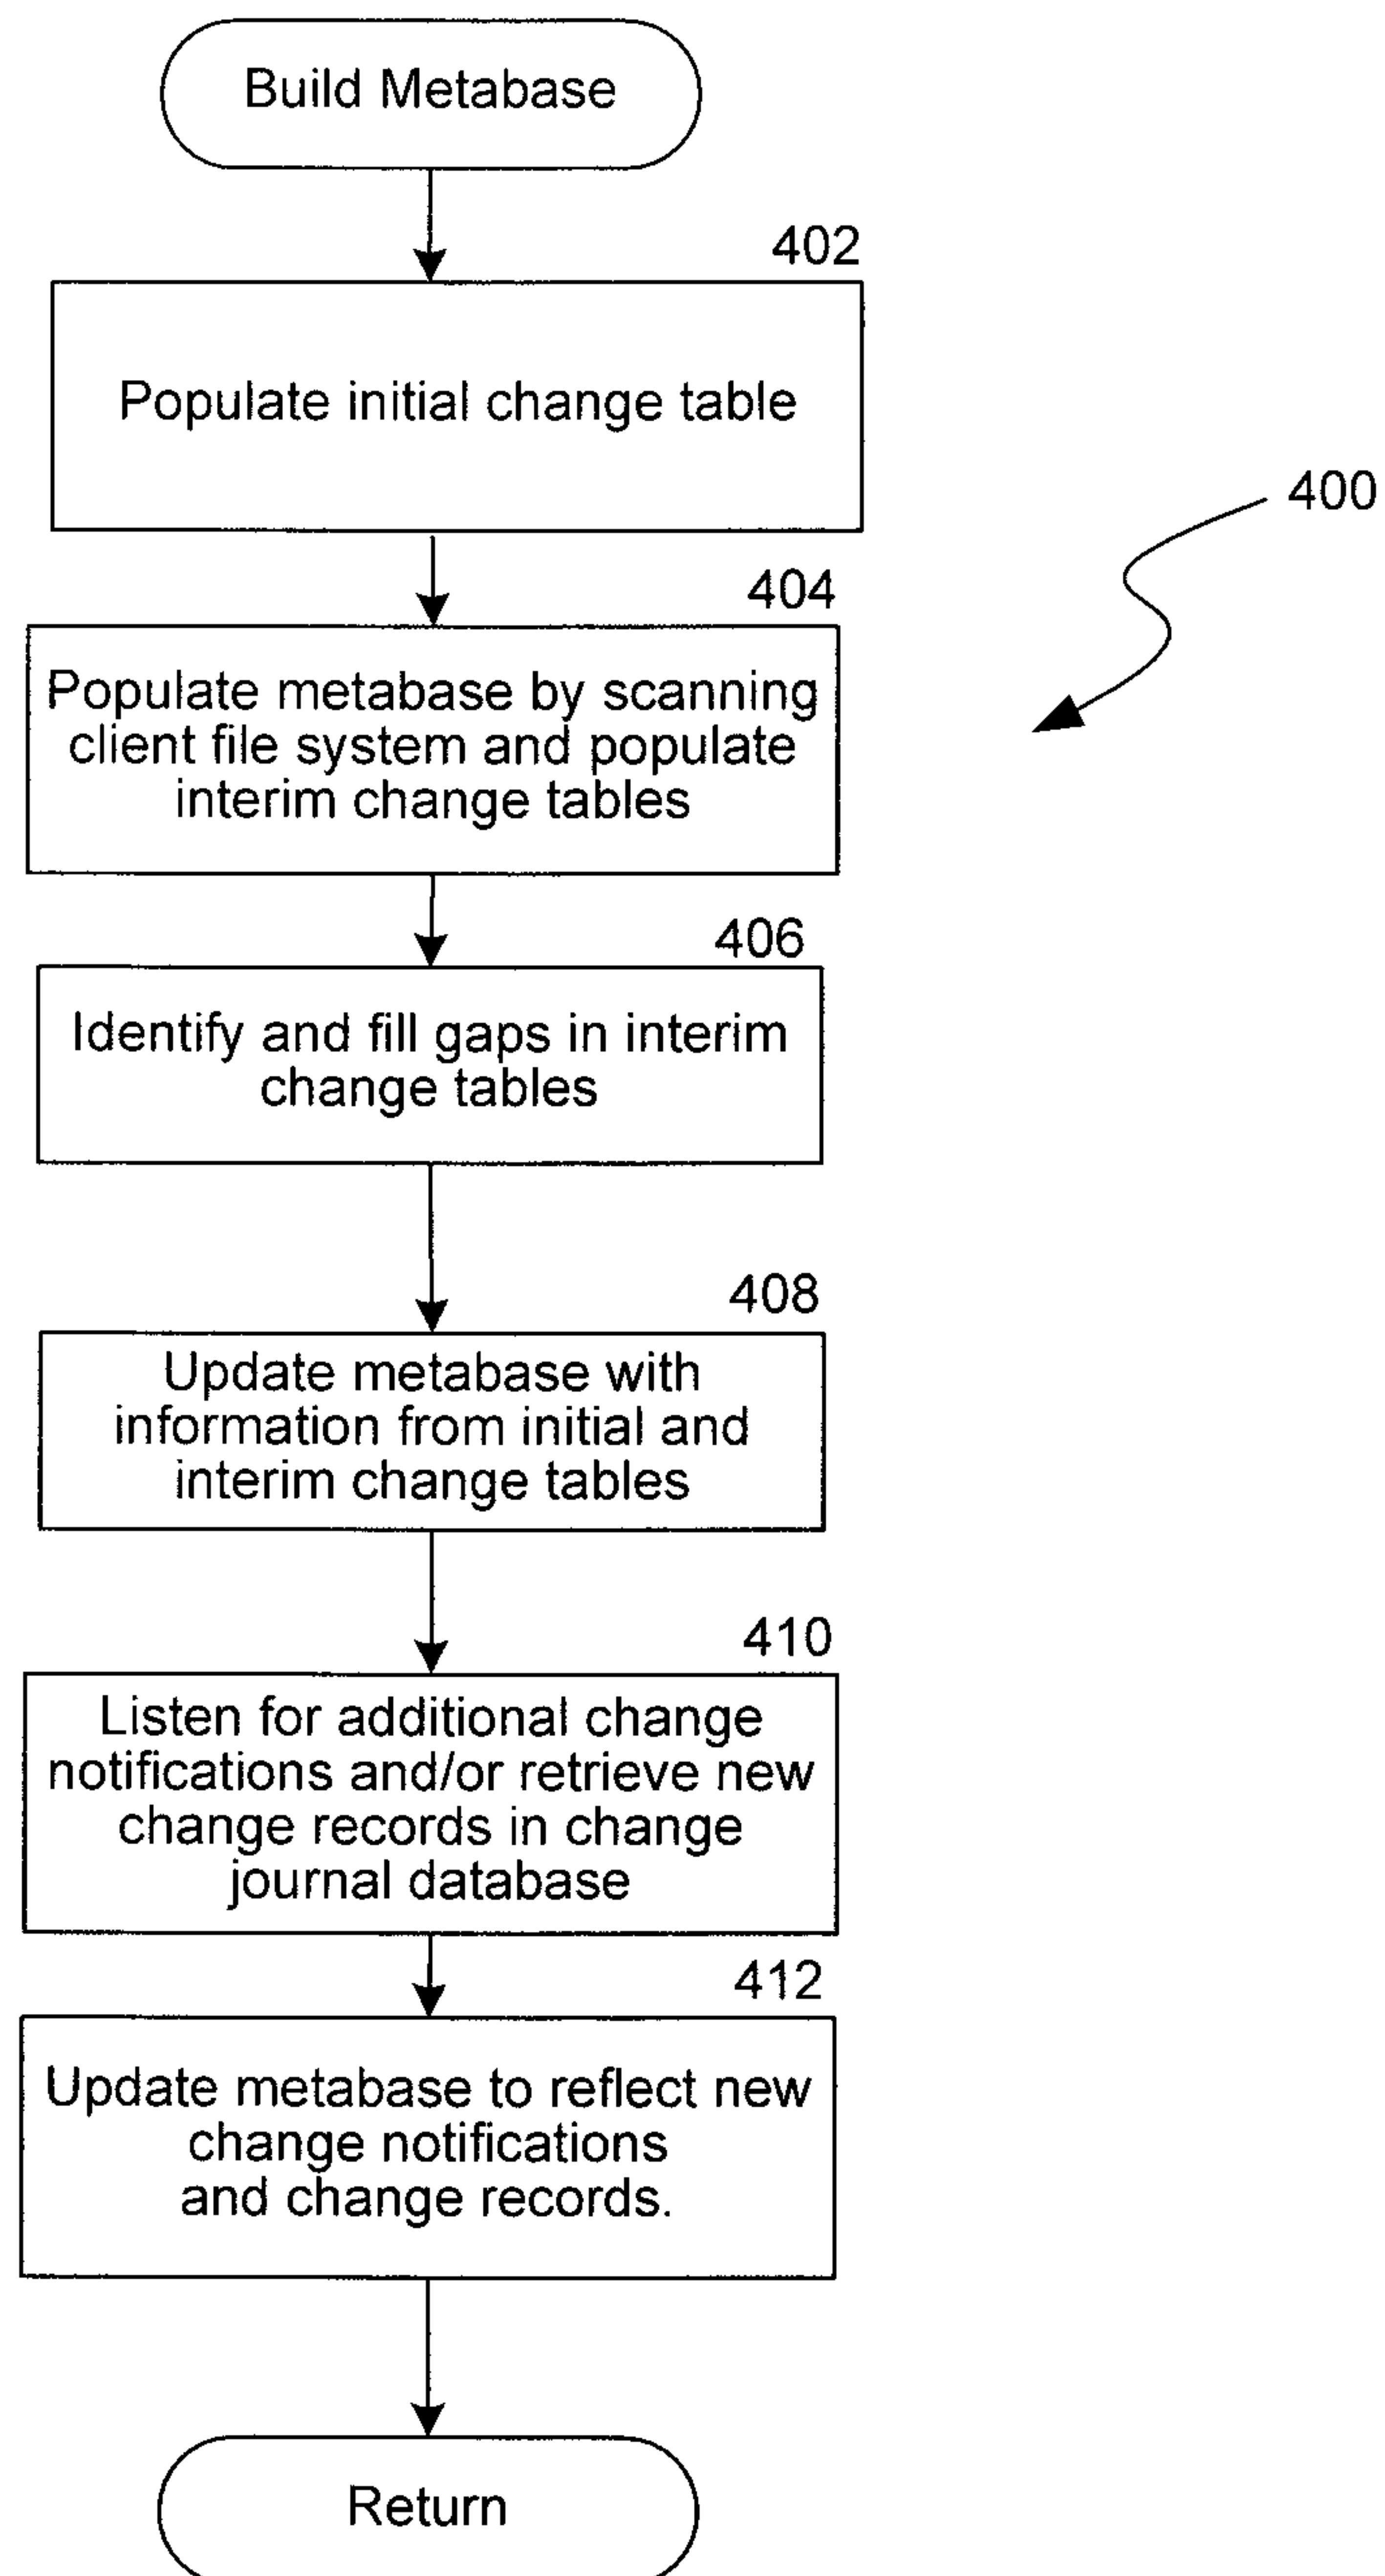 Build Metabase
402
Populate initial change table
400
404
Populate metabase by scanning
client file system and populate
interim change tables
406
Identify and fill gaps in interim
change tables
408
Update metabase with
information from initial and
interim change tables
410
Listen for additional change
notifications and/or retrieve new
change records in change
journal database
412
Update metabase to reflect new
change notifications
and change records.
Return